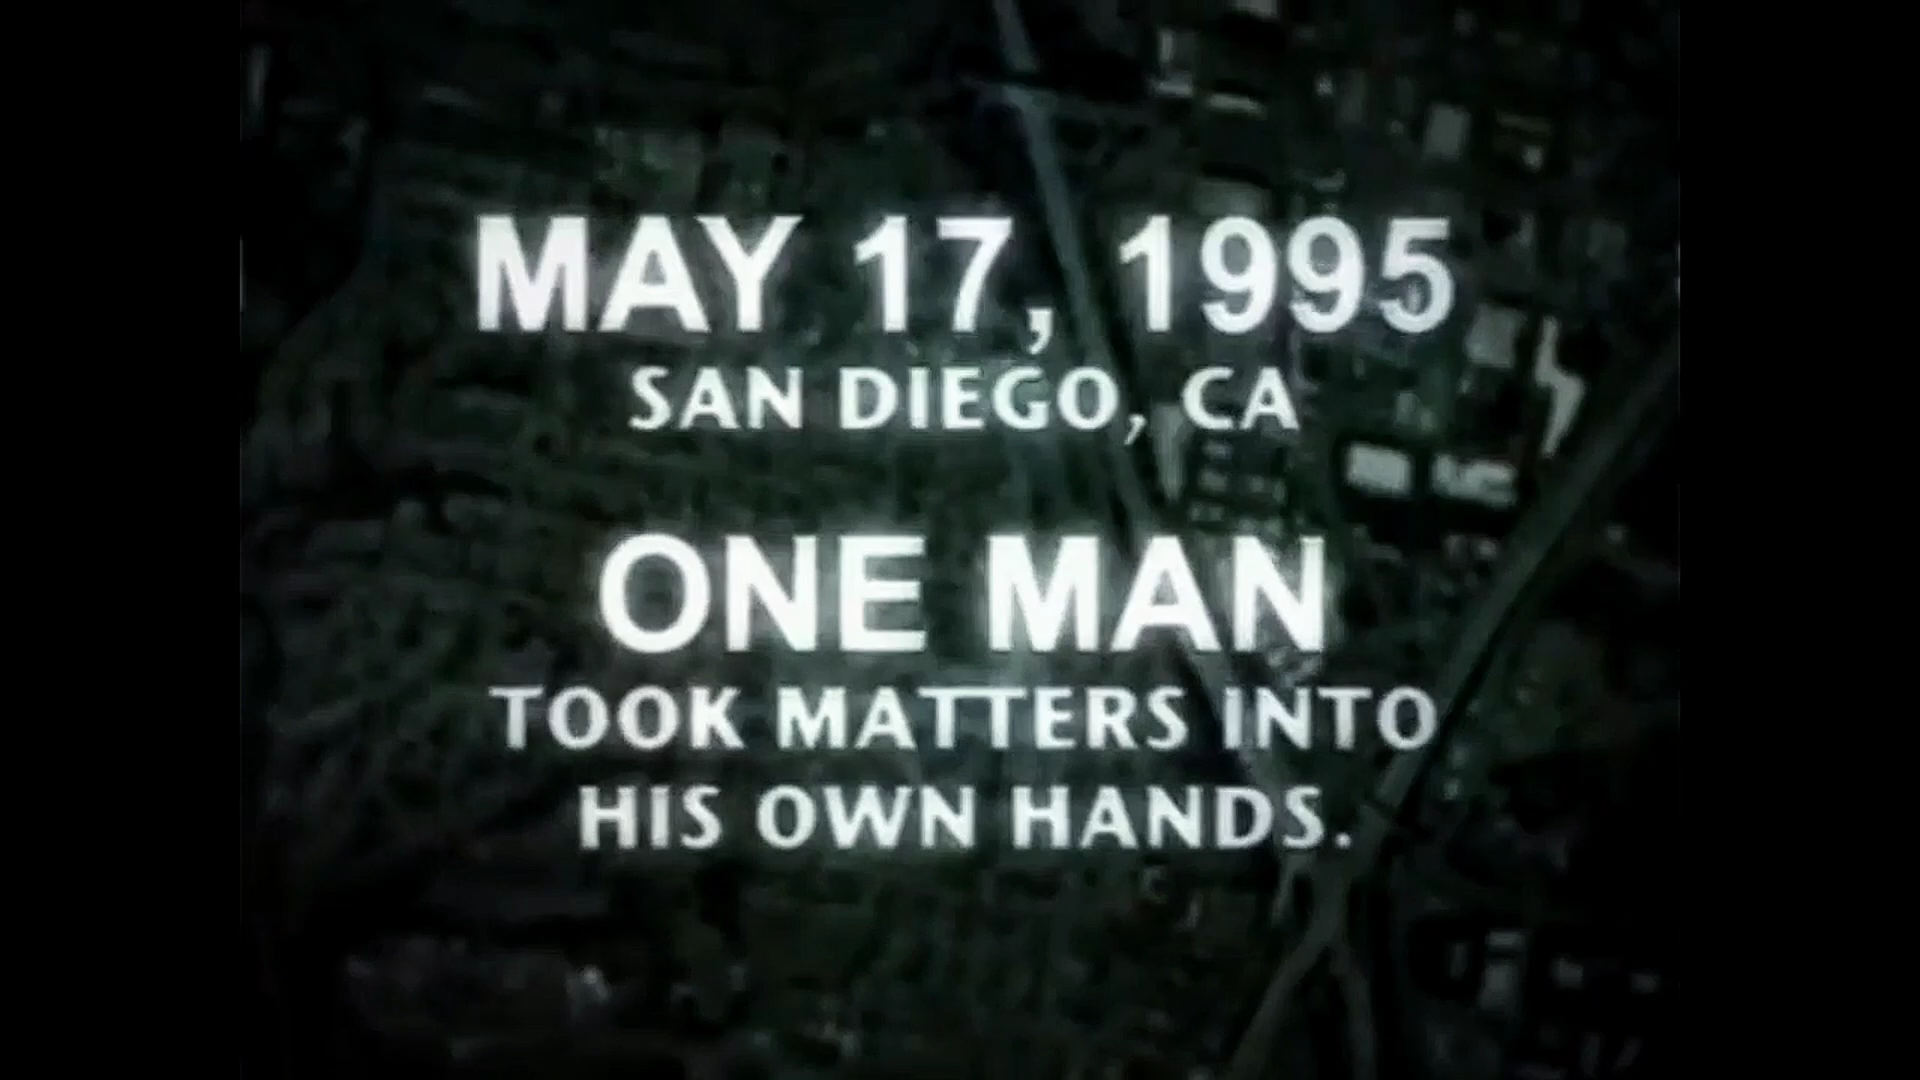 MAY 17, 1995
SAN DIEGO, CA
ONE MAN
TOOK MATTERS INTO
HIS OWN HANDS.